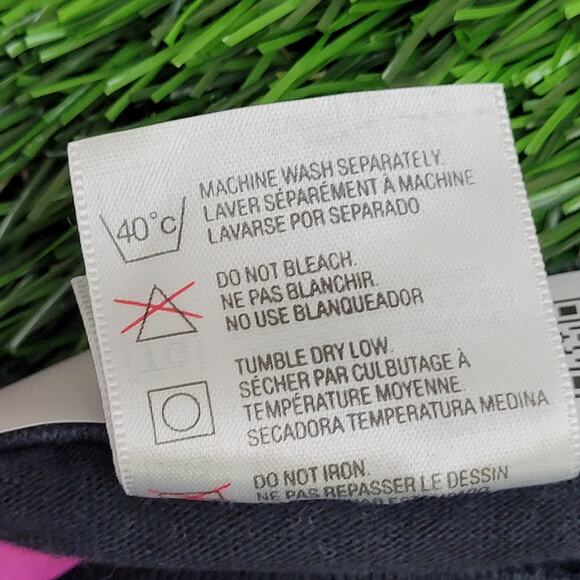 40°c
MACHINE WASH SEPARATELY.
LAVER SÉPARÉMENT À MACHINE
LAVARSE POR SEPARADO
DO NOT BLEACH.
NE PAS BLANCHIR.
NO USE BLANQUEADOR
TUMBLE DRY LOW.
SÉCHER PAR CULBUTAGE À
TEMPÉRATURE MOYENNE.
SECADORA TEMPERATURA MEDINA
DO NOT IRON.
NE PAS REPASSER LE DESSIN